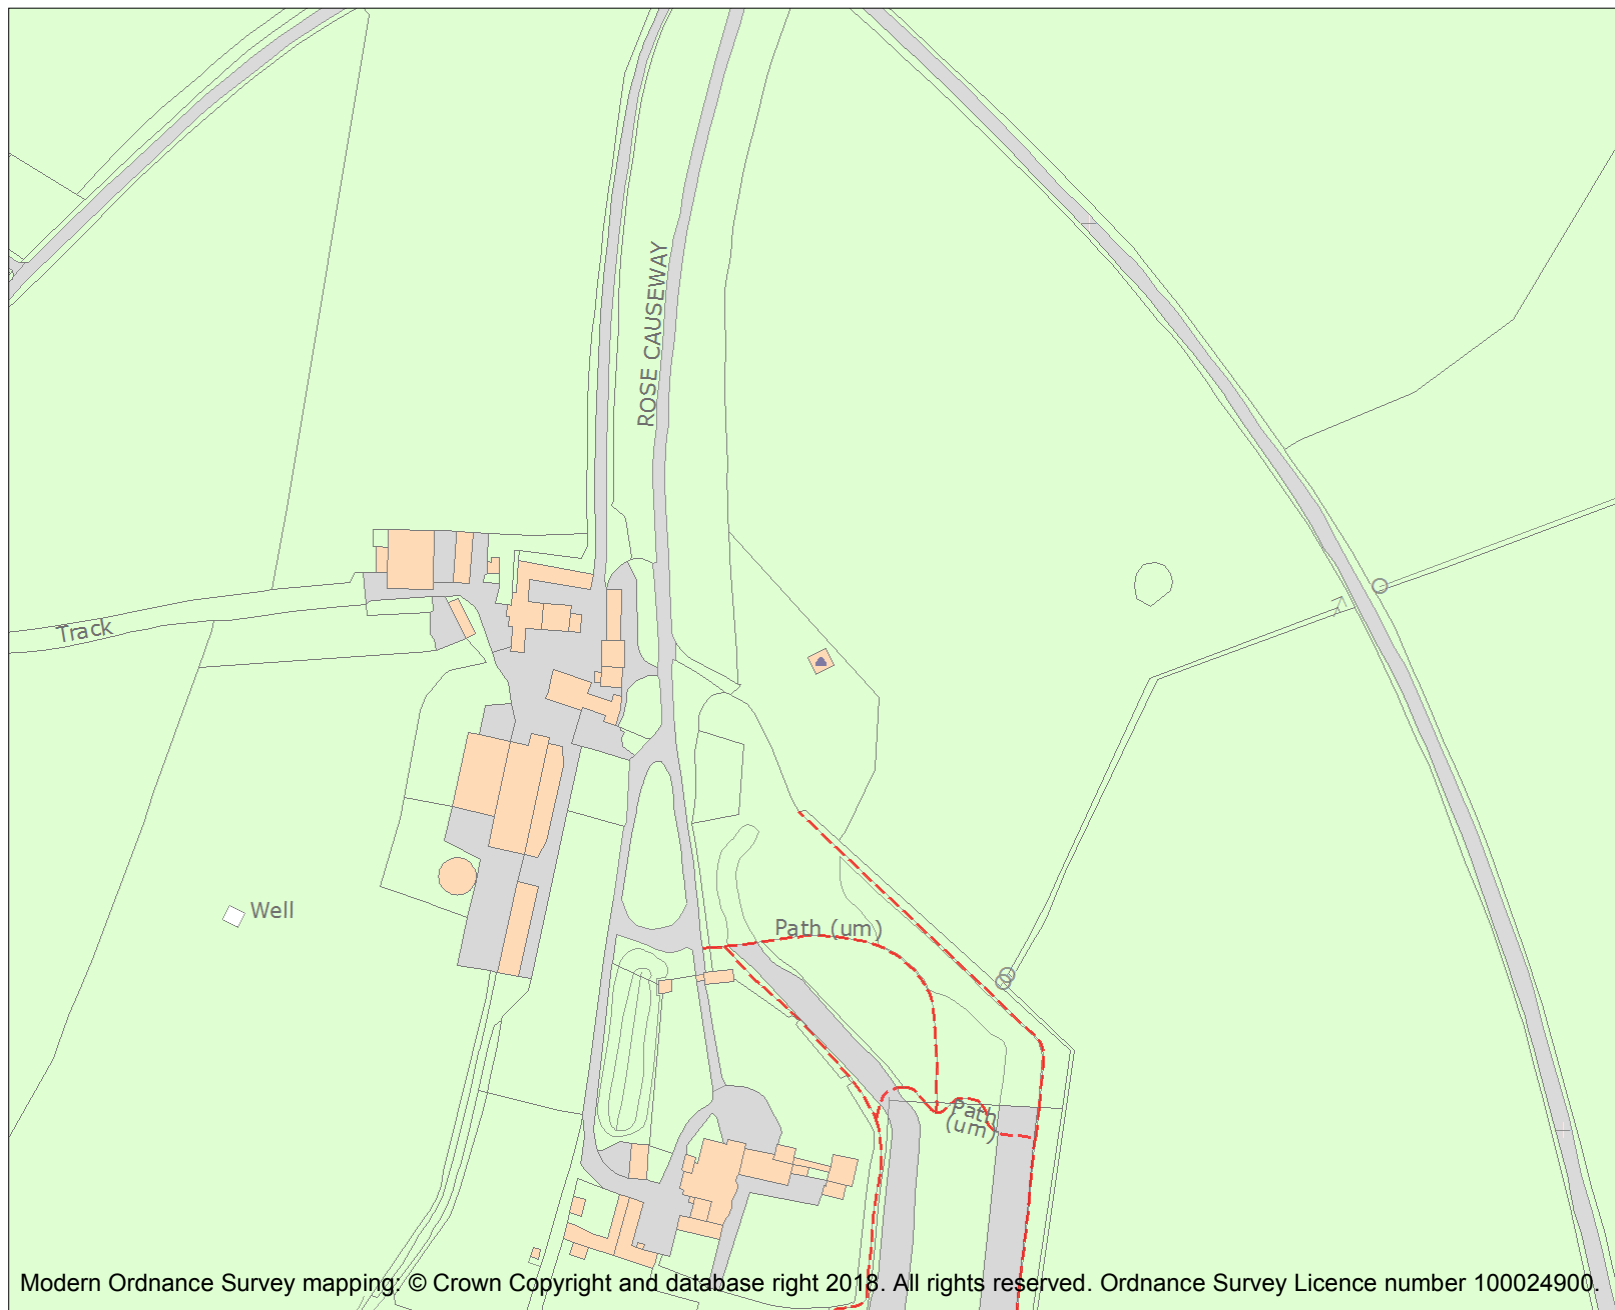 ROSE CAUSEWAY
Track
Well
Path (um)
Path
(um)
Modern Ordnance Survey mapping: © Crown Copyright and database right 2018. All rights reserved. Ordnance Survey Licence number 100024900.